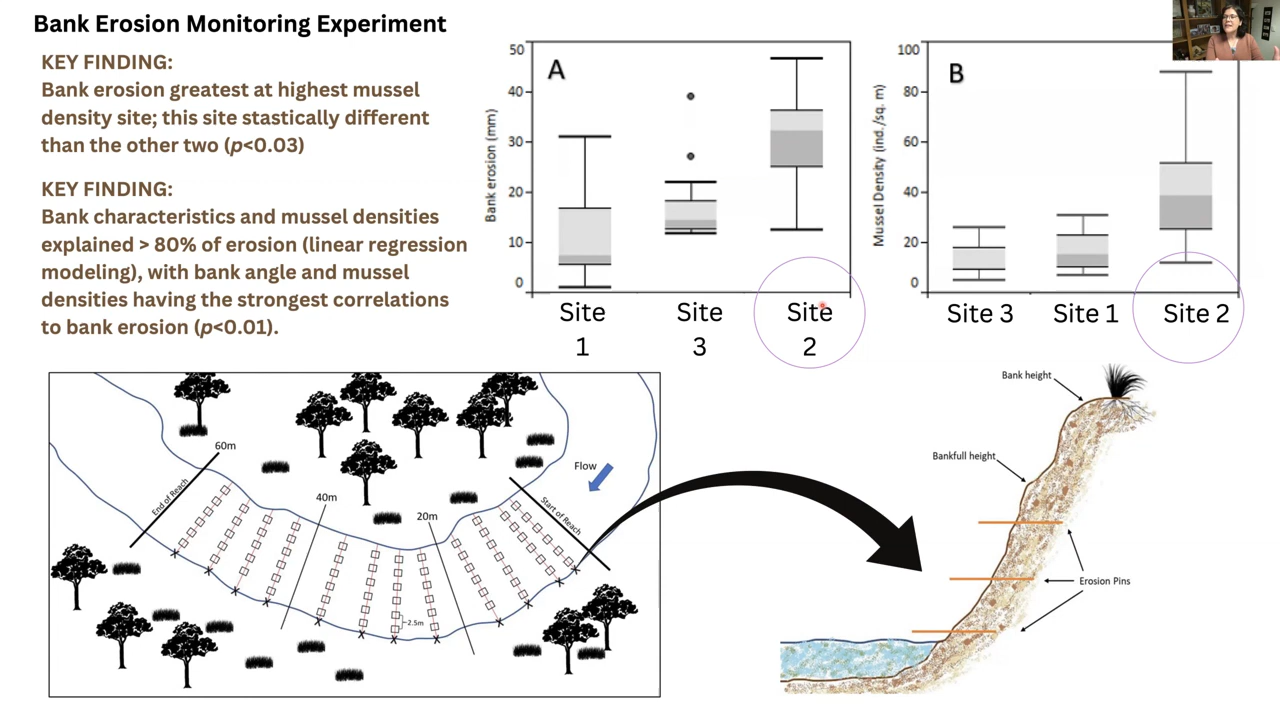 Bank Erosion Monitoring Experiment
KEY FINDING:
Bank erosion greatest at highest mussel
density site; this site stastically different
than the other two (p<0.03)
KEY FINDING:
Bank characteristics and mussel densities
explained > 80% of erosion (linear regression
modeling), with bank angle and mussel
densities having the strongest correlations
to bank erosion (p<0.01).
A
Bank erosion (mm)
50
40
30
20
10
0
Site
1
Site
3
Site
2
B
Mussel Density (ind./sq. m)
100
80
60
40
20
0
Site 3
Site 1
Site 2
60m
End of Reach
40m
20m
Flow
Start of Reach
2.5m
Bank height
Bankfull height
Erosion Pins